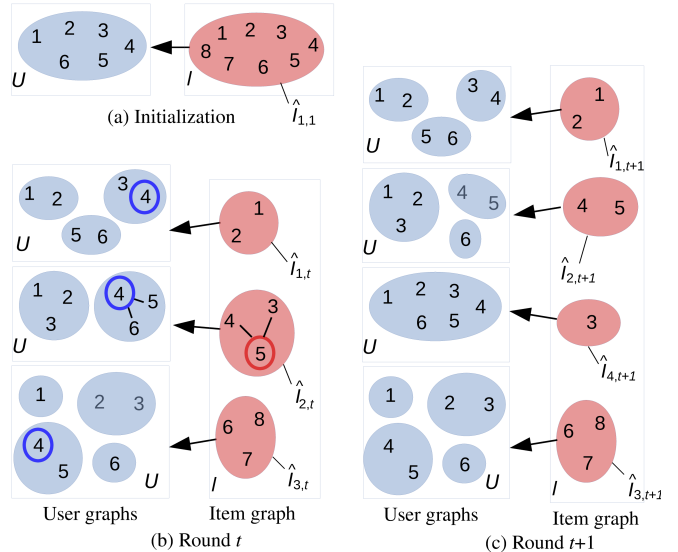 1 2 3 4 6 5
U
1 2 3 4 8 7 6 5
I
Î1,1
(a) Initialization
1 2 3 4 5 6
U
1 2
Î1,t
1 2 3 4 5 6
U
4 3 5
Î2,t
1 2 3 4 5 6
U
6 8 7
Î3,t
I
User graphs
Item graph
(b) Round t
1 2 3 4 5 6
U
1 2
Î1,t+1
1 2 3 4 5 6
U
4 5
Î2,t+1
1 2 3 4 6 5
U
3
Î4,t+1
1 2 3 4 5 6
U
6 8 7
Î3,t+1
I
User graphs
Item graph
(c) Round t+1